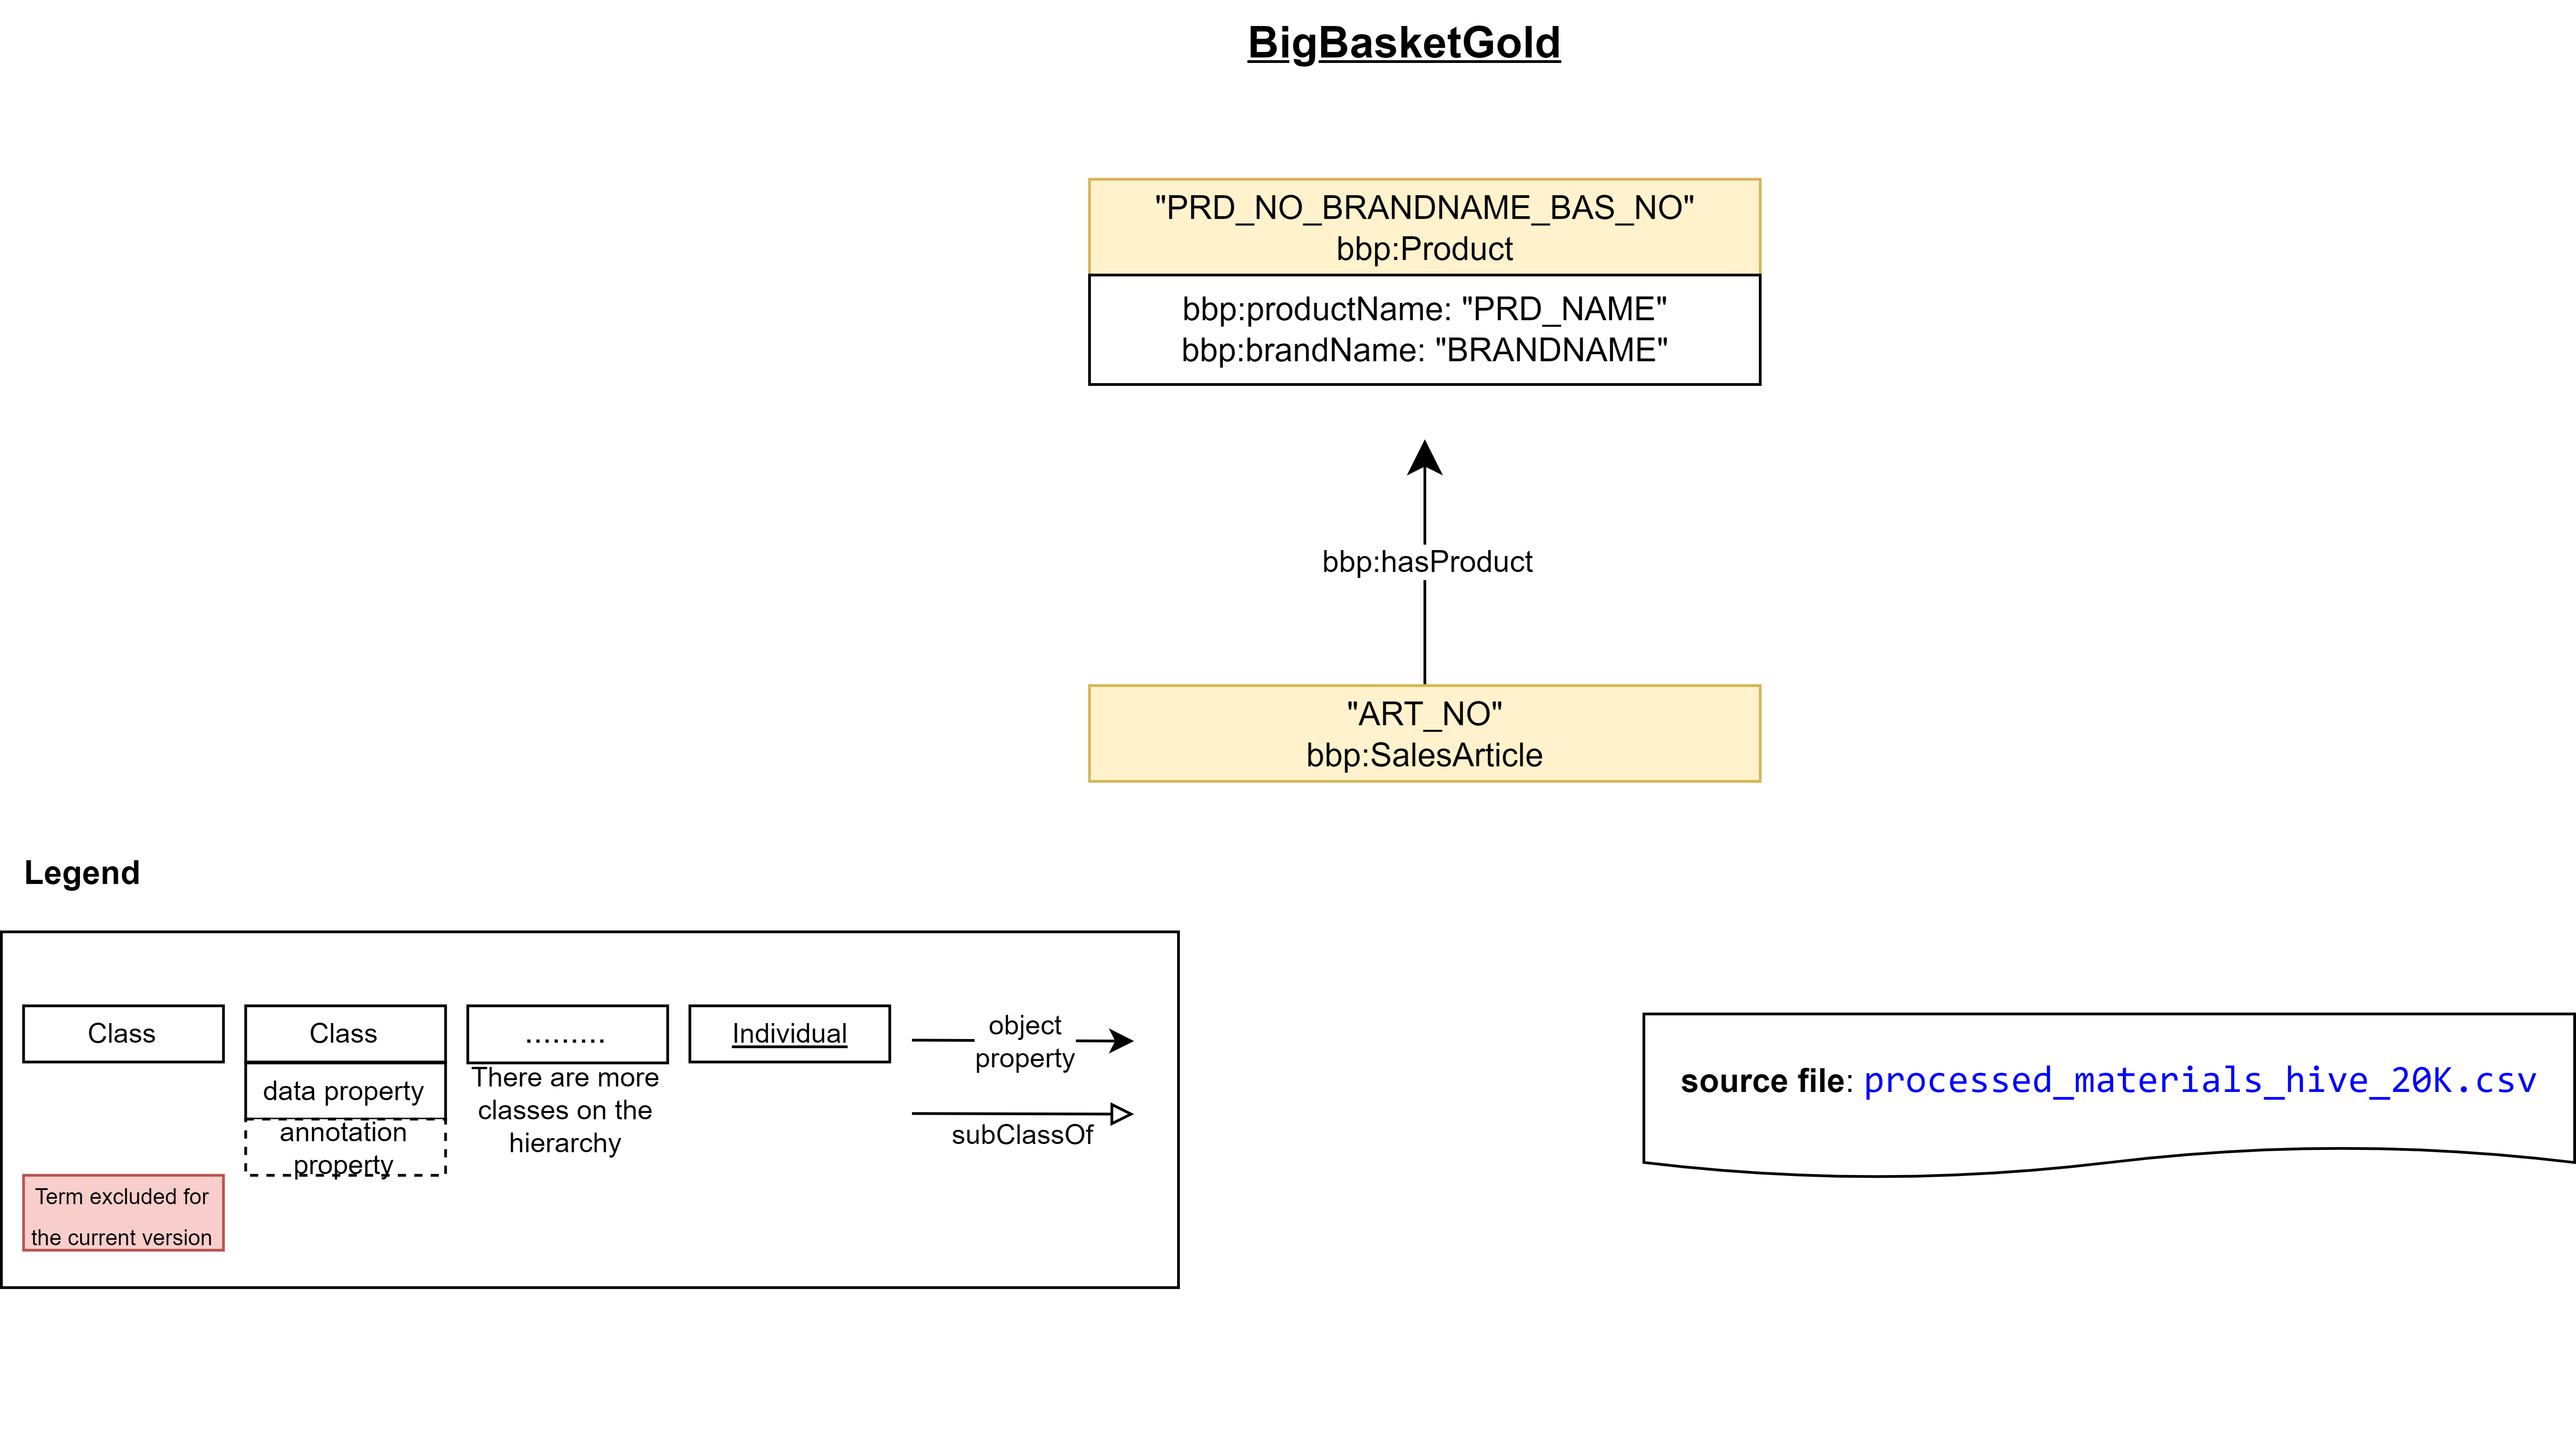 BigBasketGold
"PRD_NO_BRANDNAME_BAS_NO"
bbp:Product
bbp:productName: "PRD_NAME"
bbp:brandName: "BRANDNAME"
bbp:hasProduct
"ART_NO"
bbp:SalesArticle
Legend
Class
Class
data property
annotation
property
.........
There are more
classes on the
hierarchy
Individual
object
property
subClassOf
Term excluded for
the current version
source file: processed_materials_hive_20K.csv